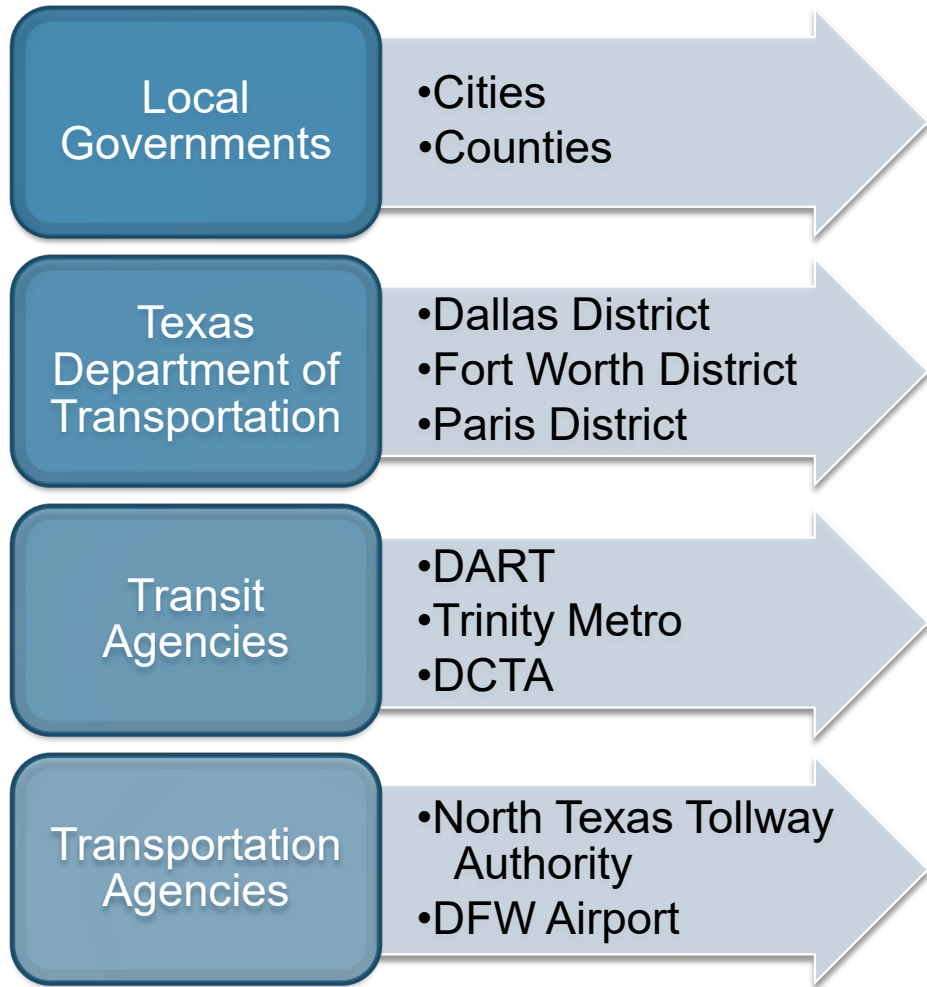 Local
Governments
•Cities
•Counties
Texas
Department of
Transportation
•Dallas District
•Fort Worth District
•Paris District
Transit
Agencies
•DART
•Trinity Metro
•DCTA
Transportation
Agencies
•North Texas Tollway
Authority
•DFW Airport